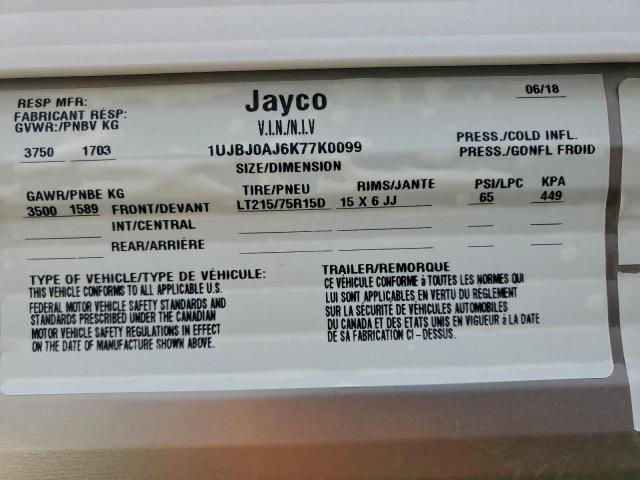 RESP MFR:
FABRICANT RÉSP:
GVWR:/PNBV KG
3750 1703
Jayco
V.I.N./N.I.V
1UJBJ0AJ6K77K0099
SIZE/DIMENSION
06/18
PRESS./COLD INFL.
PRESS./GONFL FROID
GAWR/PNBE KG TIRE/PNEU RIMS/JANTE PSI/LPC KPA
3500 1589 FRONT/DEVANT LT215/75R15D 15 X 6 JJ 65 449
INT/CENTRAL
REAR/ARRIÈRE
TYPE OF VEHICLE/TYPE DE VÉHICULE:
THIS VEHICLE CONFORMS TO ALL APPLICABLE U.S.
FEDERAL MOTOR VEHICLE SAFETY STANDARDS AND
STANDARDS PRESCRIBED UNDER THE CANADIAN
MOTOR VEHICLE SAFETY REGULATIONS IN EFFECT
ON THE DATE OF MANUFACTURE SHOWN ABOVE.
TRAILER/REMORQUE
CE VÉHICULE CONFORME à TOUTES LES NORMES QUI
LUI SONT APPLICABLES EN VERTU DU RÈGLEMENT
SUR LA SÉCURITÉ DE VÉHICULES AUTOMOBILES
DU CANADA ET DES ETATS UNIS EN VIGUEUR à LA DATE
DE SA FABRICATION CI-DESSUS.